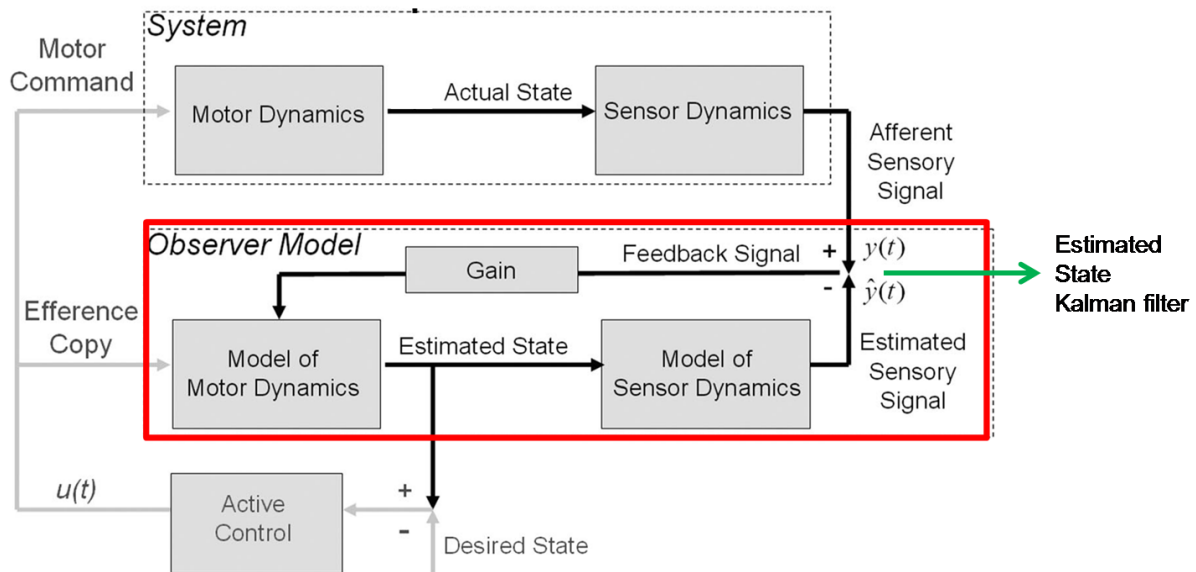 System
Motor
Command
Motor Dynamics
Actual State
Sensor Dynamics
Afferent
Sensory
Signal
Observer Model
Gain
Feedback Signal
+
y(t)
-
ŷ(t)
Estimated
State
Kalman filter
Efference
Copy
Model of
Motor Dynamics
Estimated State
Model of
Sensor Dynamics
Estimated
Sensory
Signal
u(t)
Active
Control
+
-
Desired State